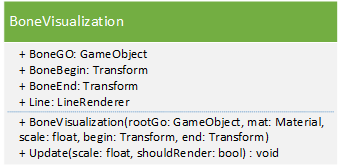 BoneVisualization
+ BoneGO: GameObject
+ BoneBegin: Transform
+ BoneEnd: Transform
+ Line: LineRenderer
+ BoneVisualization(rootGo: GameObject, mat: Material,
scale: float, begin: Transform, end: Transform)
+ Update(scale: float, shouldRender: bool) : void